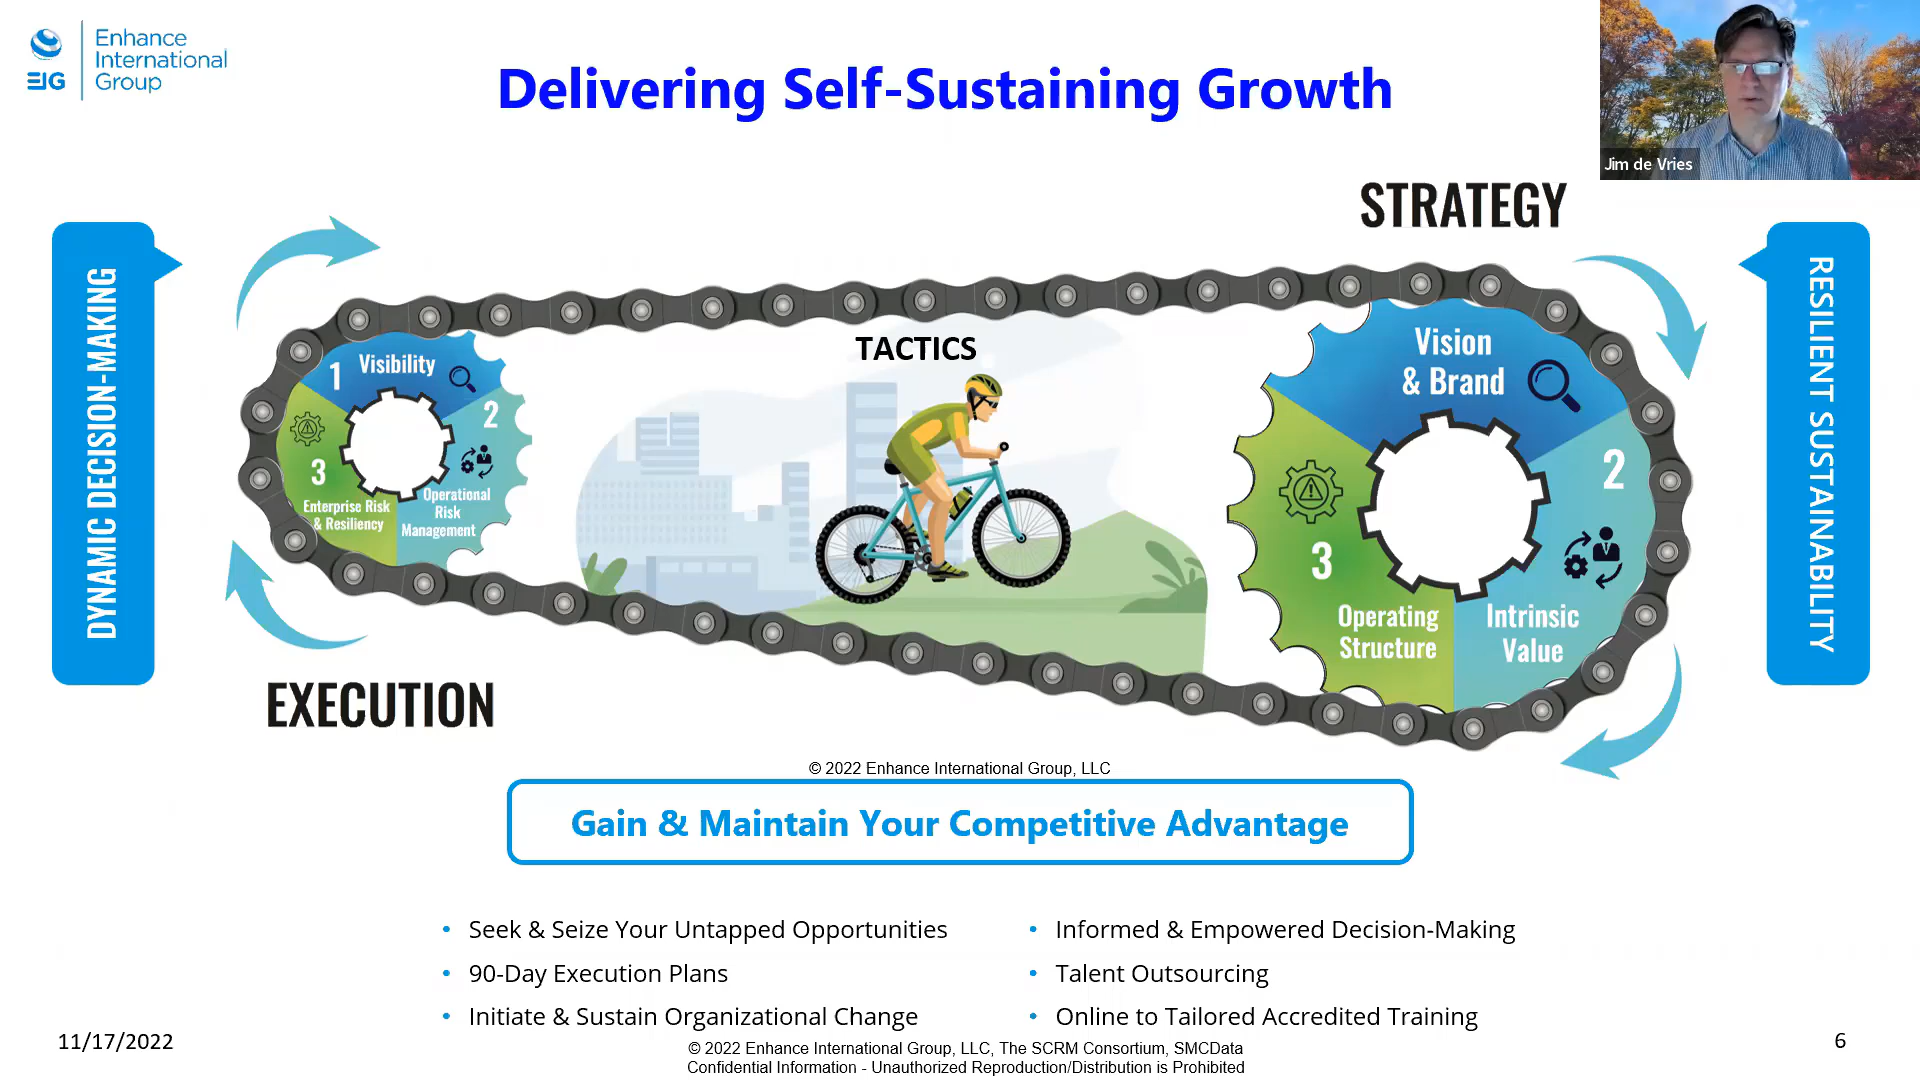 Enhance
International
Group
EIG
Delivering Self-Sustaining Growth
Jim de Vries
STRATEGY
DYNAMIC DECISION-MAKING
RESILIENT SUSTAINABILITY
TACTICS
1
Visibility
2
Operational
Risk
Management
3
Enterprise Risk
& Resiliency
Vision
& Brand
2
Intrinsic
Value
3
Operating
Structure
EXECUTION
© 2022 Enhance International Group, LLC
Gain & Maintain Your Competitive Advantage
• Seek & Seize Your Untapped Opportunities
• 90-Day Execution Plans
• Initiate & Sustain Organizational Change
• Informed & Empowered Decision-Making
• Talent Outsourcing
• Online to Tailored Accredited Training
11/17/2022
© 2022 Enhance International Group, LLC, The SCRM Consortium, SMCData
Confidential Information - Unauthorized Reproduction/Distribution is Prohibited
6